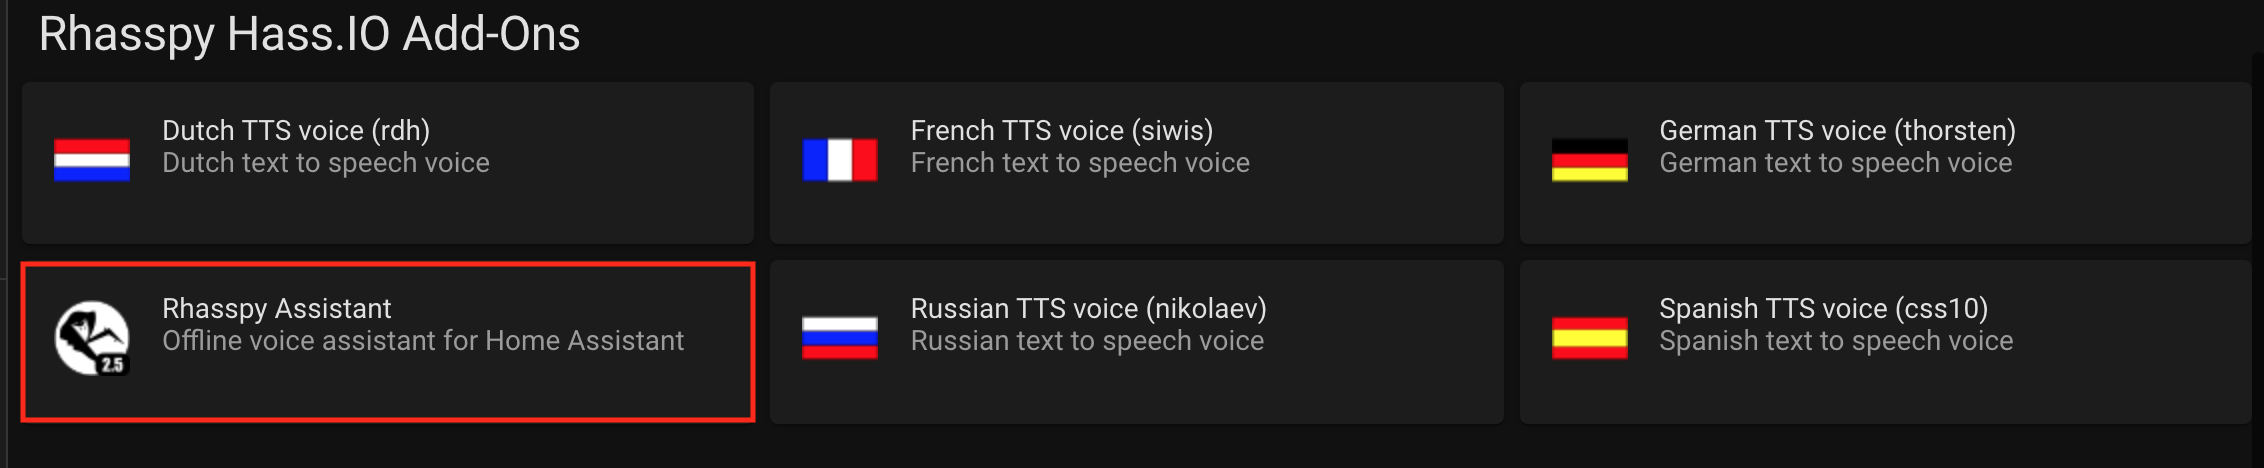 Rhasspy Hass.IO Add-Ons
Dutch TTS voice (rdh)
Dutch text to speech voice
French TTS voice (siwis)
French text to speech voice
German TTS voice (thorsten)
German text to speech voice
Rhasspy Assistant
Offline voice assistant for Home Assistant
2.5
Russian TTS voice (nikolaev)
Russian text to speech voice
Spanish TTS voice (css10)
Spanish text to speech voice